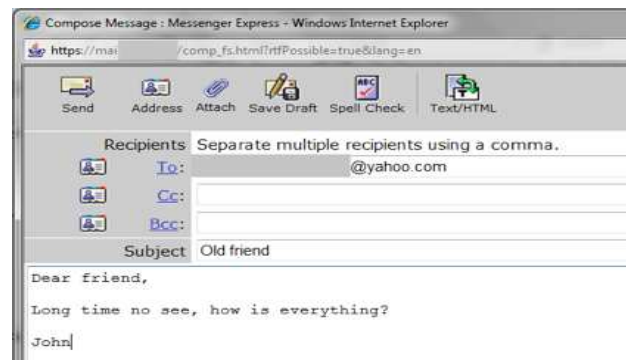 Compose Message : Messenger Express - Windows Internet Explorer
https://mai /comp_fs.html?rtfPossible=true&lang=en
Send Address Attach Save Draft Spell Check Text/HTML
Recipients Separate multiple recipients using a comma.
To: @yahoo.com
Cc:
Bcc:
Subject Old friend
Dear friend,
Long time no see, how is everything?
John